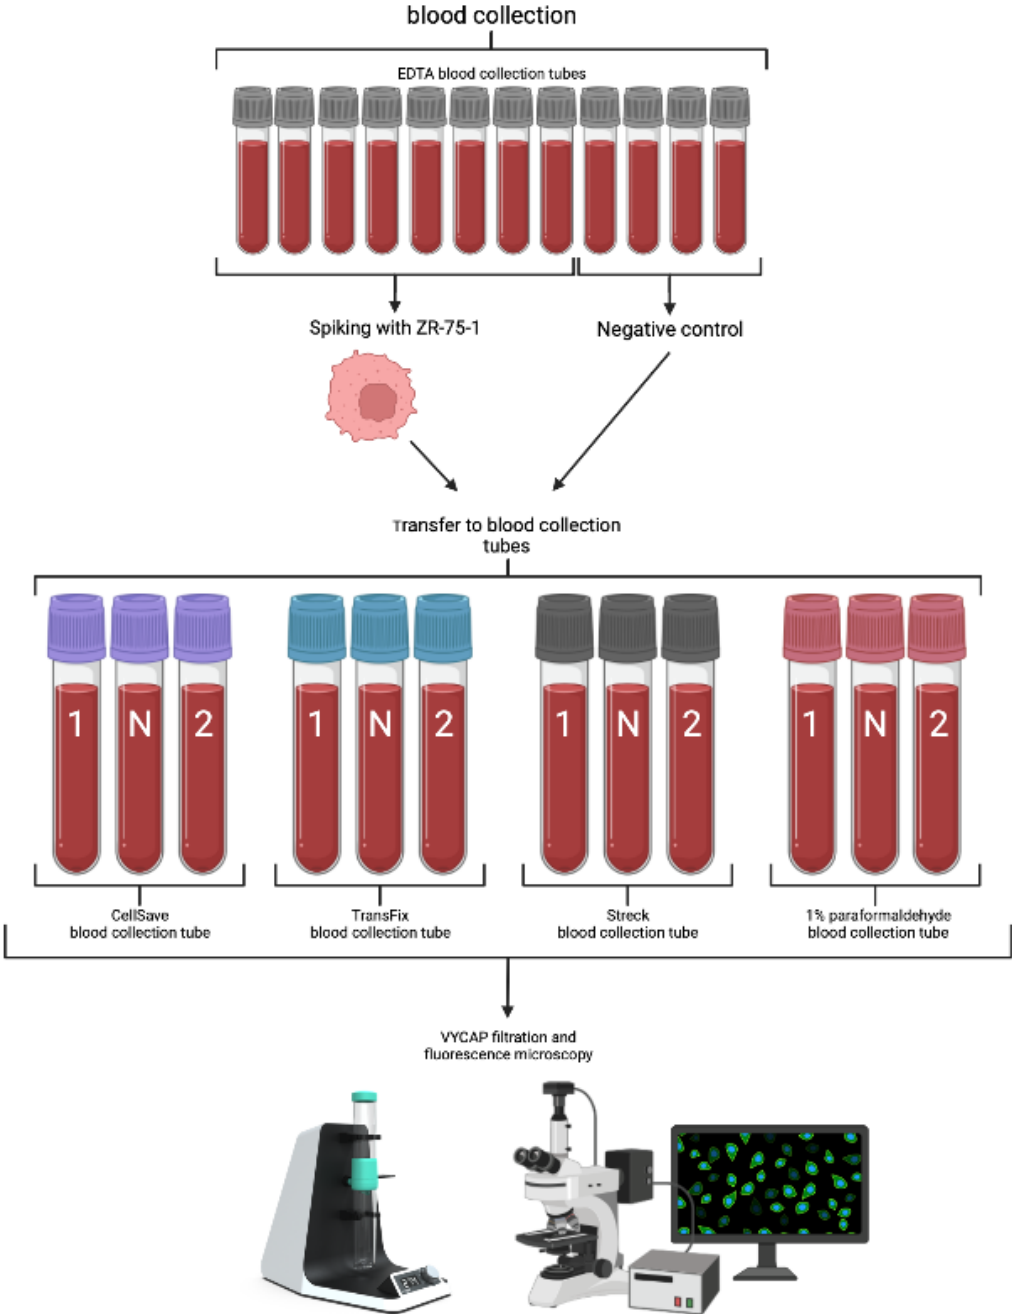 blood collection
EDTA blood collection tubes
Spiking with ZR-75-1
Negative control
Transfer to blood collection
tubes
1 N 2
1 N 2
1 N 2
1 N 2
CellSave
blood collection tube
TransFix
blood collection tube
Streck
blood collection tube
1% paraformaldehyde
blood collection tube
VYCAP filtration and
fluorescence microscopy